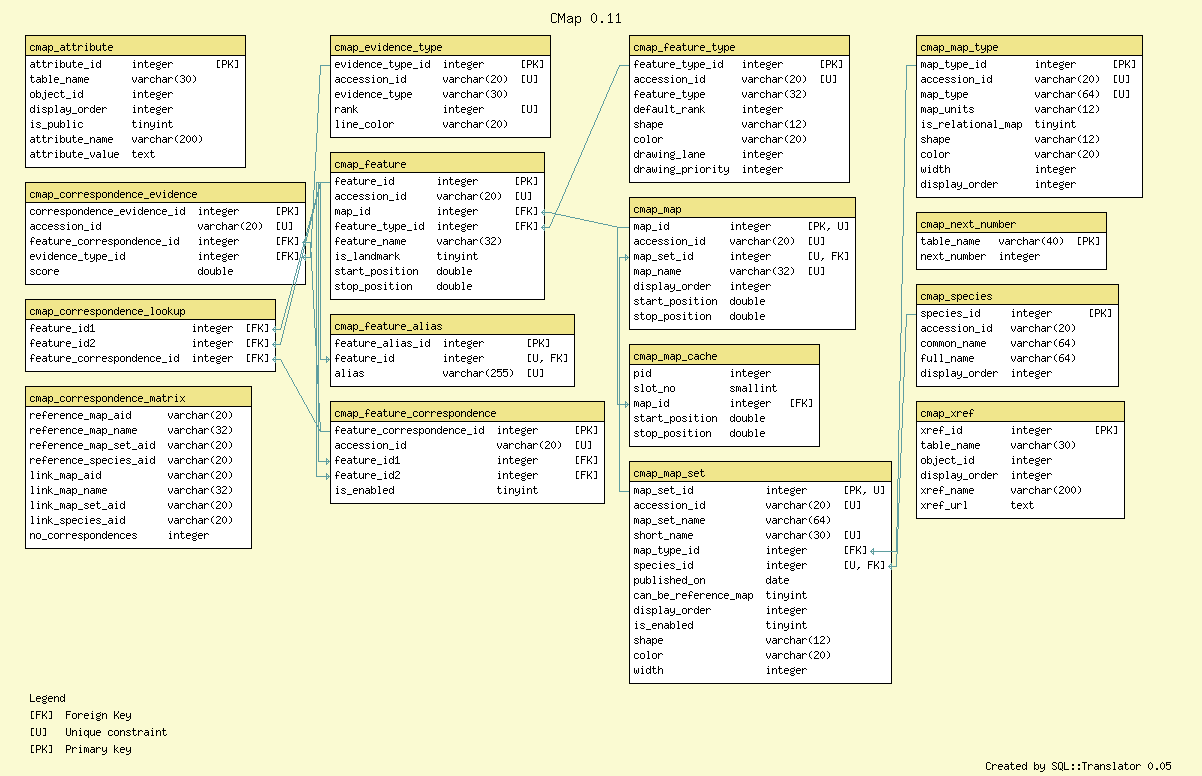 CMap 0.11
cmap_attribute
attribute_id integer [PK]
table_name varchar(30)
object_id integer
display_order integer
is_public tinyint
attribute_name varchar(200)
attribute_value text
cmap_correspondence_evidence
correspondence_evidence_id integer [PK]
accession_id varchar(20) [U]
feature_correspondence_id integer [FK]
evidence_type_id integer [FK]
score double
cmap_correspondence_lookup
feature_id1 integer [FK]
feature_id2 integer [FK]
feature_correspondence_id integer [FK]
cmap_correspondence_matrix
reference_map_aid varchar(20)
reference_map_name varchar(32)
reference_map_set_aid varchar(20)
reference_species_aid varchar(20)
link_map_aid varchar(20)
link_map_name varchar(32)
link_map_set_aid varchar(20)
link_species_aid varchar(20)
no_correspondences integer
cmap_evidence_type
evidence_type_id integer [PK]
accession_id varchar(20) [U]
evidence_type varchar(30)
rank integer [U]
line_color varchar(20)
cmap_feature
feature_id integer [PK]
accession_id varchar(20) [U]
map_id integer [FK]
feature_type_id integer [FK]
feature_name varchar(32)
is_landmark tinyint
start_position double
stop_position double
cmap_feature_alias
feature_alias_id integer [PK]
feature_id integer [U, FK]
alias varchar(255) [U]
cmap_feature_correspondence
feature_correspondence_id integer [PK]
accession_id varchar(20) [U]
feature_id1 integer [FK]
feature_id2 integer [FK]
is_enabled tinyint
cmap_feature_type
feature_type_id integer [PK]
accession_id varchar(20) [U]
feature_type varchar(32)
default_rank integer
shape varchar(12)
color varchar(20)
drawing_lane integer
drawing_priority integer
cmap_map
map_id integer [PK, U]
accession_id varchar(20) [U]
map_set_id integer [U, FK]
map_name varchar(32) [U]
display_order integer
start_position double
stop_position double
cmap_map_cache
pid integer
slot_no smallint
map_id integer [FK]
start_position double
stop_position double
cmap_map_set
map_set_id integer [PK, U]
accession_id varchar(20) [U]
map_set_name varchar(64)
short_name varchar(30) [U]
map_type_id integer [FK]
species_id integer [U, FK]
published_on date
can_be_reference_map tinyint
display_order integer
is_enabled tinyint
shape varchar(12)
color varchar(20)
width integer
cmap_map_type
map_type_id integer [PK]
accession_id varchar(20) [U]
map_type varchar(64) [U]
map_units varchar(12)
is_relational_map tinyint
shape varchar(12)
color varchar(20)
width integer
display_order integer
cmap_next_number
table_name varchar(40) [PK]
next_number integer
cmap_species
species_id integer [PK]
accession_id varchar(20)
common_name varchar(64)
full_name varchar(64)
display_order integer
cmap_xref
xref_id integer [PK]
table_name varchar(30)
object_id integer
display_order integer
xref_name varchar(200)
xref_url text
Legend
[FK] Foreign Key
[U] Unique constraint
[PK] Primary key
Created by SQL::Translator 0.05